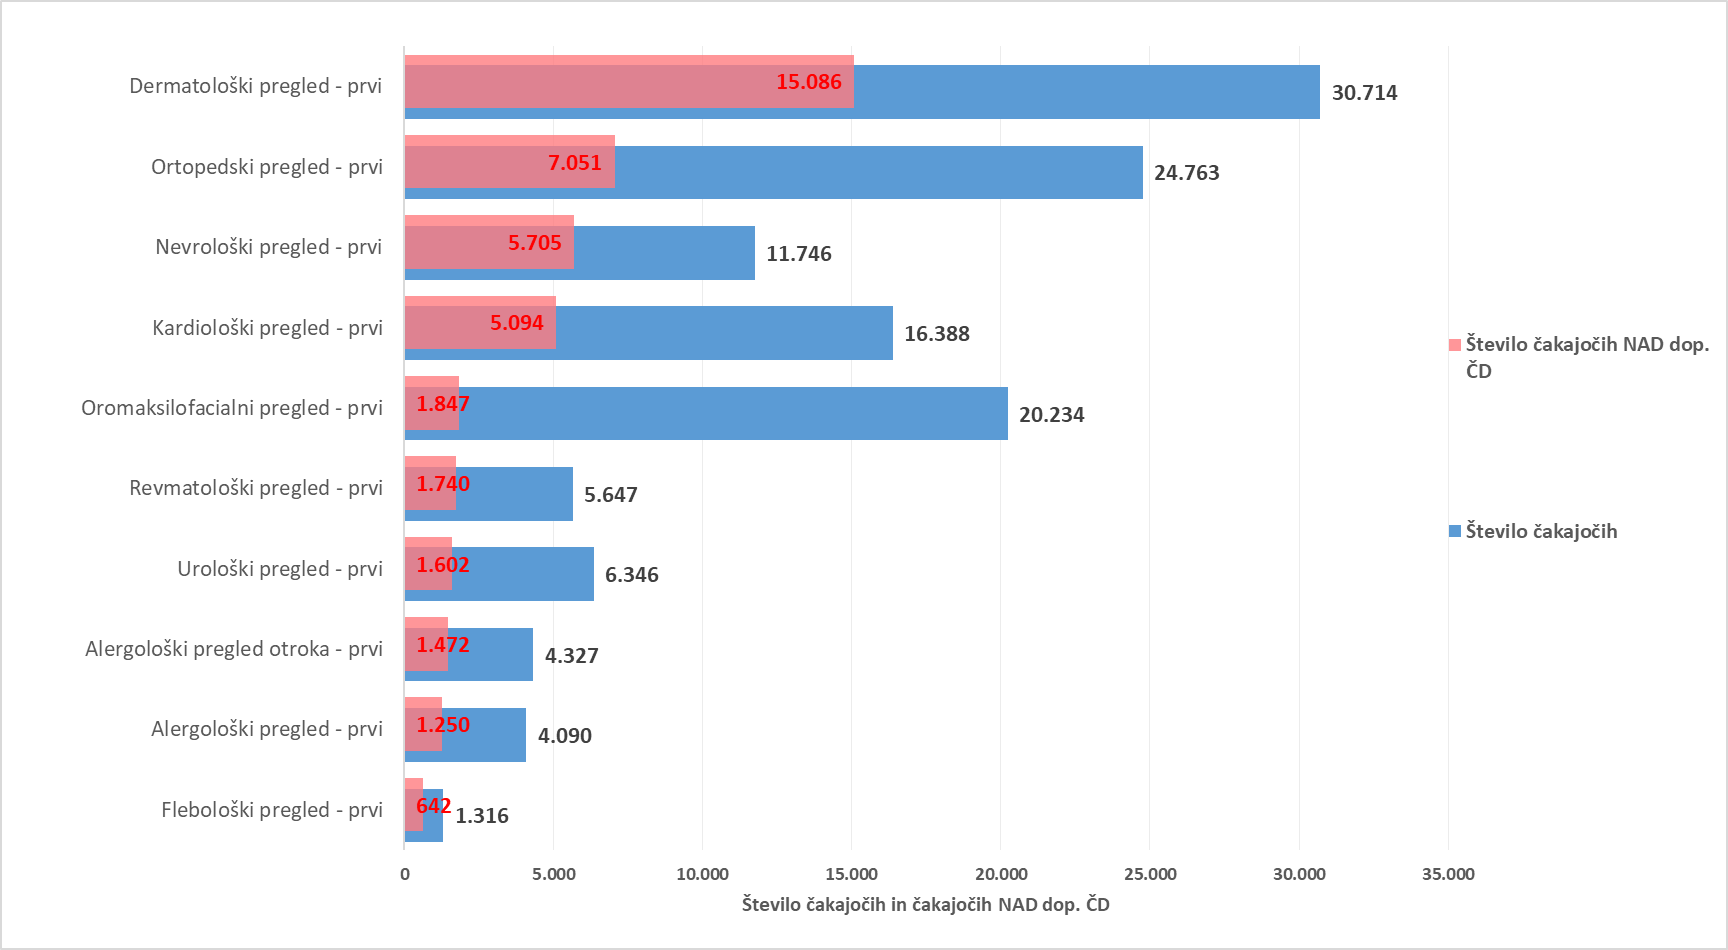 Dermatološki pregled - prvi
15.086
30.714
Ortopedski pregled - prvi
7.051
24.763
Nevrološki pregled - prvi
5.705
11.746
Kardiološki pregled - prvi
5.094
16.388
Oromaksilofacialni pregled - prvi
1.847
20.234
Revmatološki pregled - prvi
1.740
5.647
Urološki pregled - prvi
1.602
6.346
Alergološki pregled otroka - prvi
1.472
4.327
Alergološki pregled - prvi
1.250
4.090
Flebološki pregled - prvi
642
1.316
0 5.000 10.000 15.000 20.000 25.000 30.000 35.000
Število čakajočih in čakajočih NAD dop. ČD
Število čakajočih NAD dop.
ČD
Število čakajočih